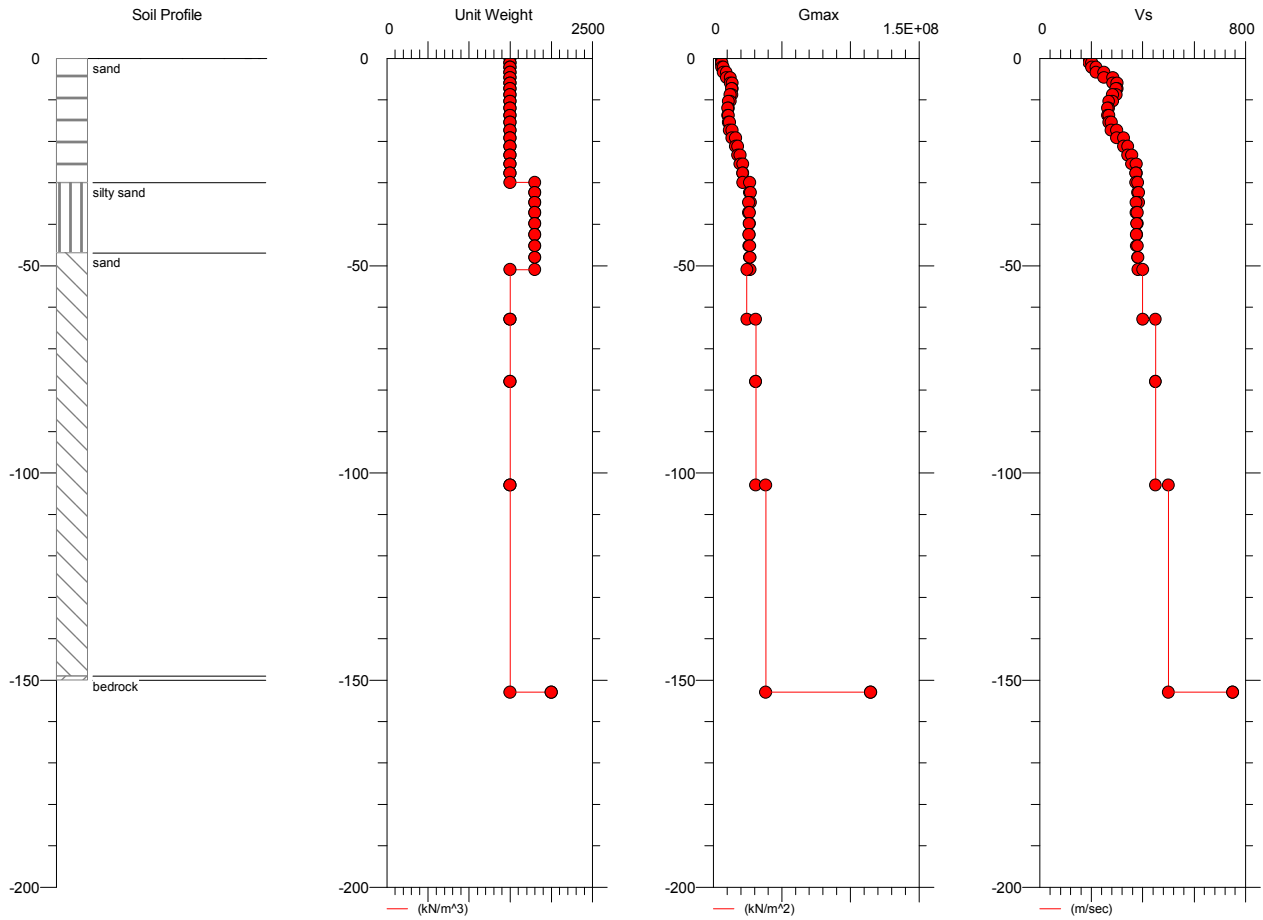 Soil Profile
Unit Weight
Gmax
Vs
0 2500
0 1.5E+08
0 800
0 0 0 0
sand
silty sand
-50 -50 -50 -50
sand
-100 -100 -100 -100
-150 -150 -150 -150
bedrock
-200 -200 -200 -200
(kN/m^3)
(kN/m^2)
(m/sec)